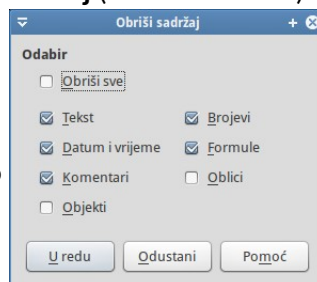 Obriši sadržaj
Odabir
Obriši sve
Tekst Brojevi
Datum i vrijeme Formule
Komentari Oblici
Objekti
U redu Odustani Pomoć